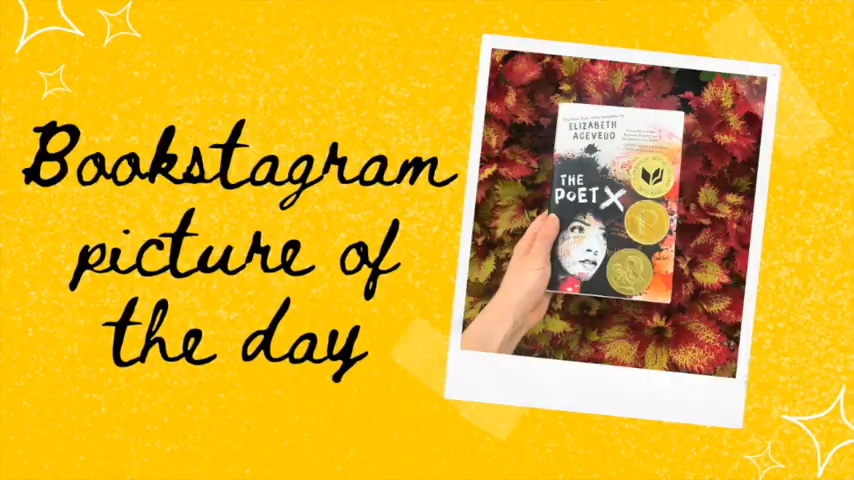 Bookstagram
picture of
the day
ELIZABETH
ACEVEDO
THE
POET X